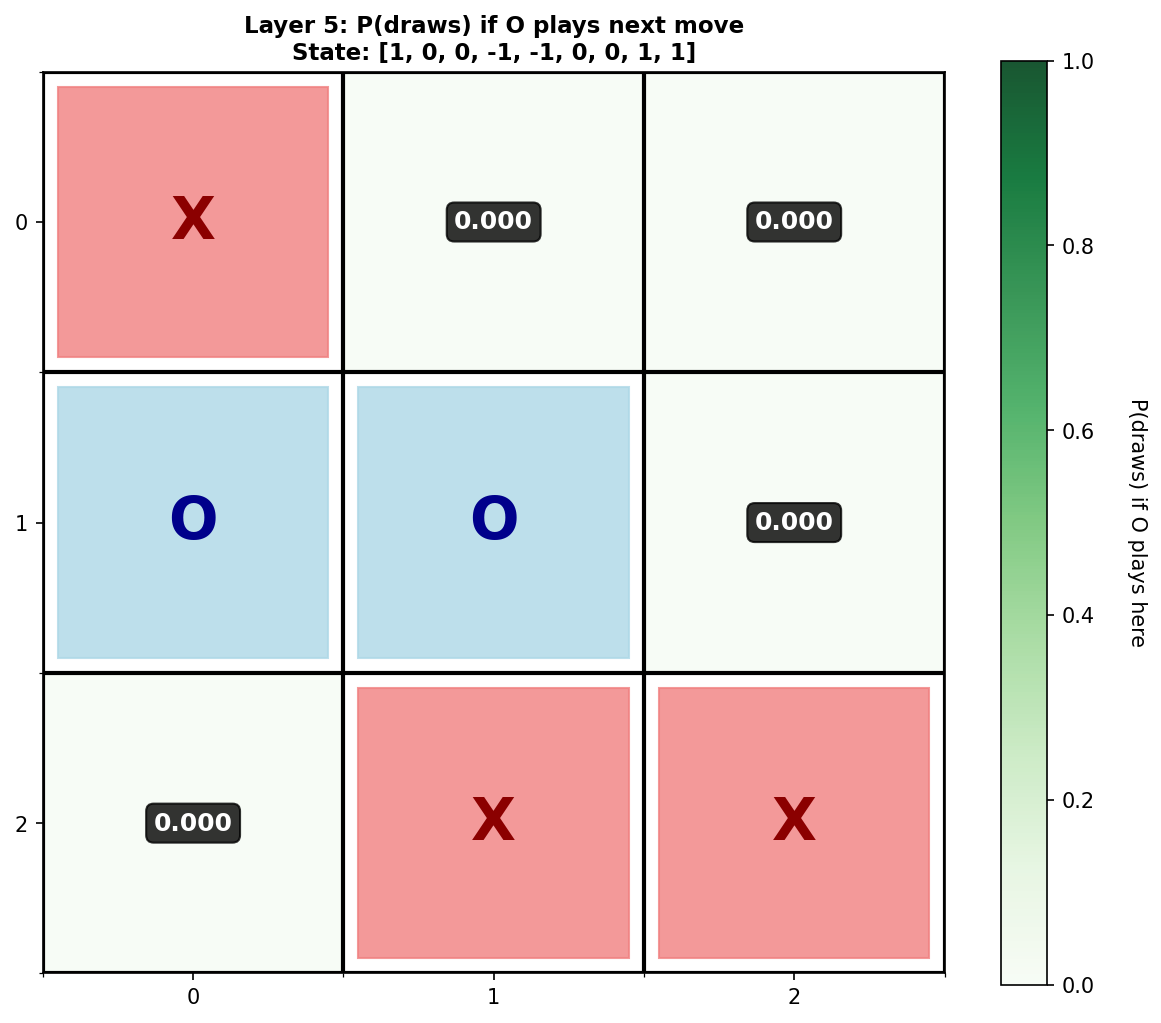 Layer 5: P(draws) if O plays next move
State: [1, 0, 0, -1, -1, 0, 0, 1, 1]
0
X
0.000
0.000
1
O
O
0.000
2
0.000
X
X
0
1
2
1.0
0.8
0.6
0.4
0.2
0.0
P(draws) if O plays here